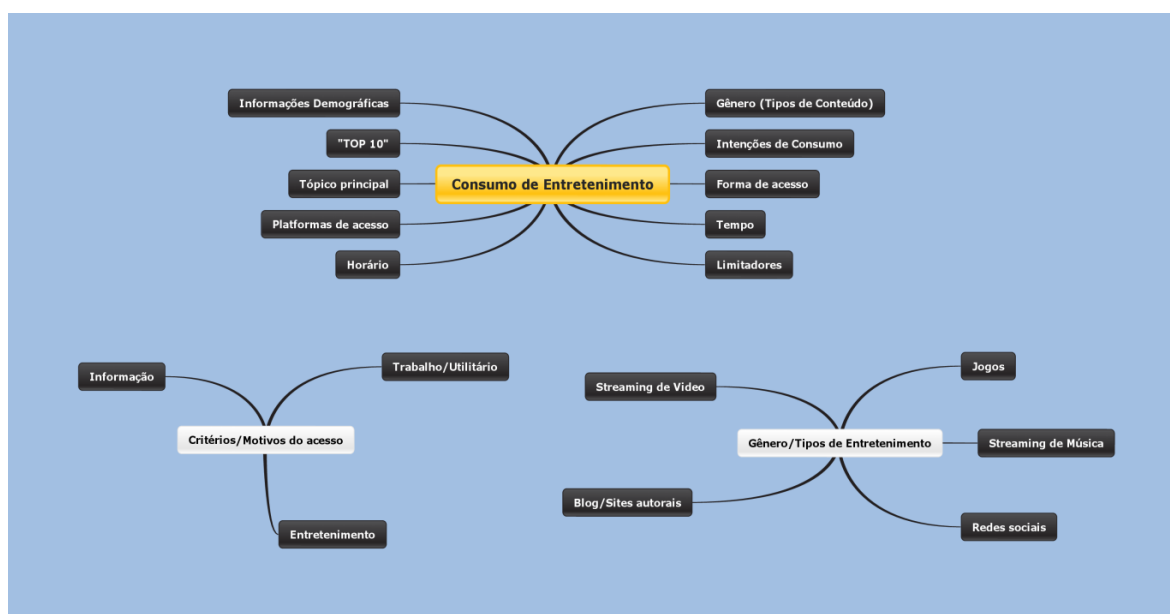 Informações Demográficas
"TOP 10"
Tópico principal
Plataformas de acesso
Horário
Consumo de Entretenimento
Gênero (Tipos de Conteúdo)
Intenções de Consumo
Forma de acesso
Tempo
Limitadores
Informação
Trabalho/Utilitário
Critérios/Motivos do acesso
Entretenimento
Streaming de Video
Jogos
Gênero/Tipos de Entretenimento
Streaming de Música
Blog/Sites autorais
Redes sociais